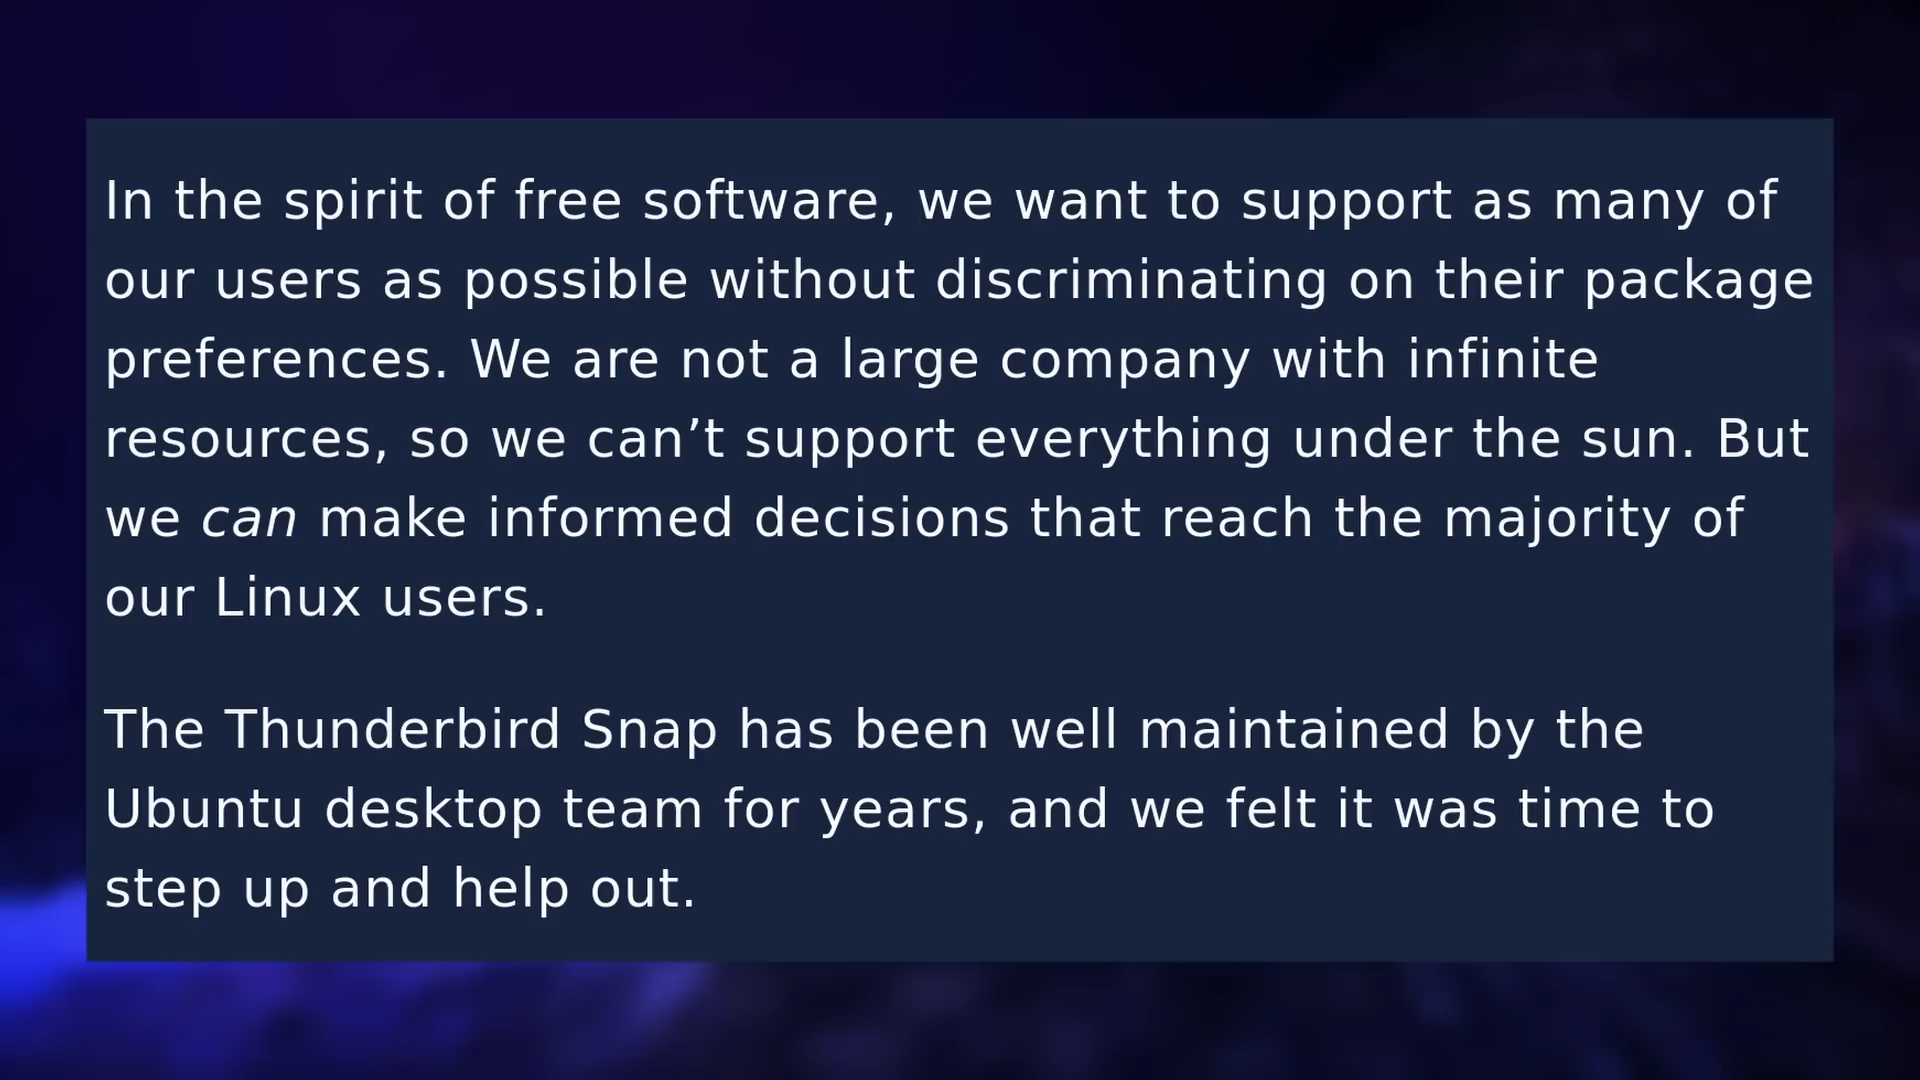 In the spirit of free software, we want to support as many of
our users as possible without discriminating on their package
preferences. We are not a large company with infinite
resources, so we can’t support everything under the sun. But
we can make informed decisions that reach the majority of
our Linux users.
The Thunderbird Snap has been well maintained by the
Ubuntu desktop team for years, and we felt it was time to
step up and help out.